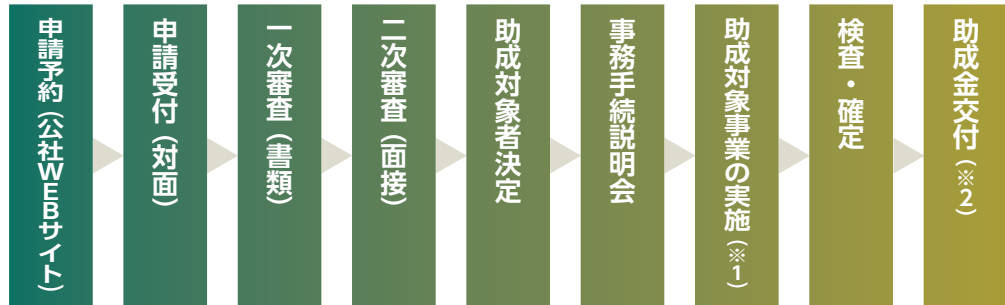 申請予約（公社WEBサイト）
申請受付（対面）
一次審査（書類）
二次審査（面接）
助成対象者決定
事務手続説明会
助成対象事業の実施（※1）
検査・確定
助成金交付（※2）